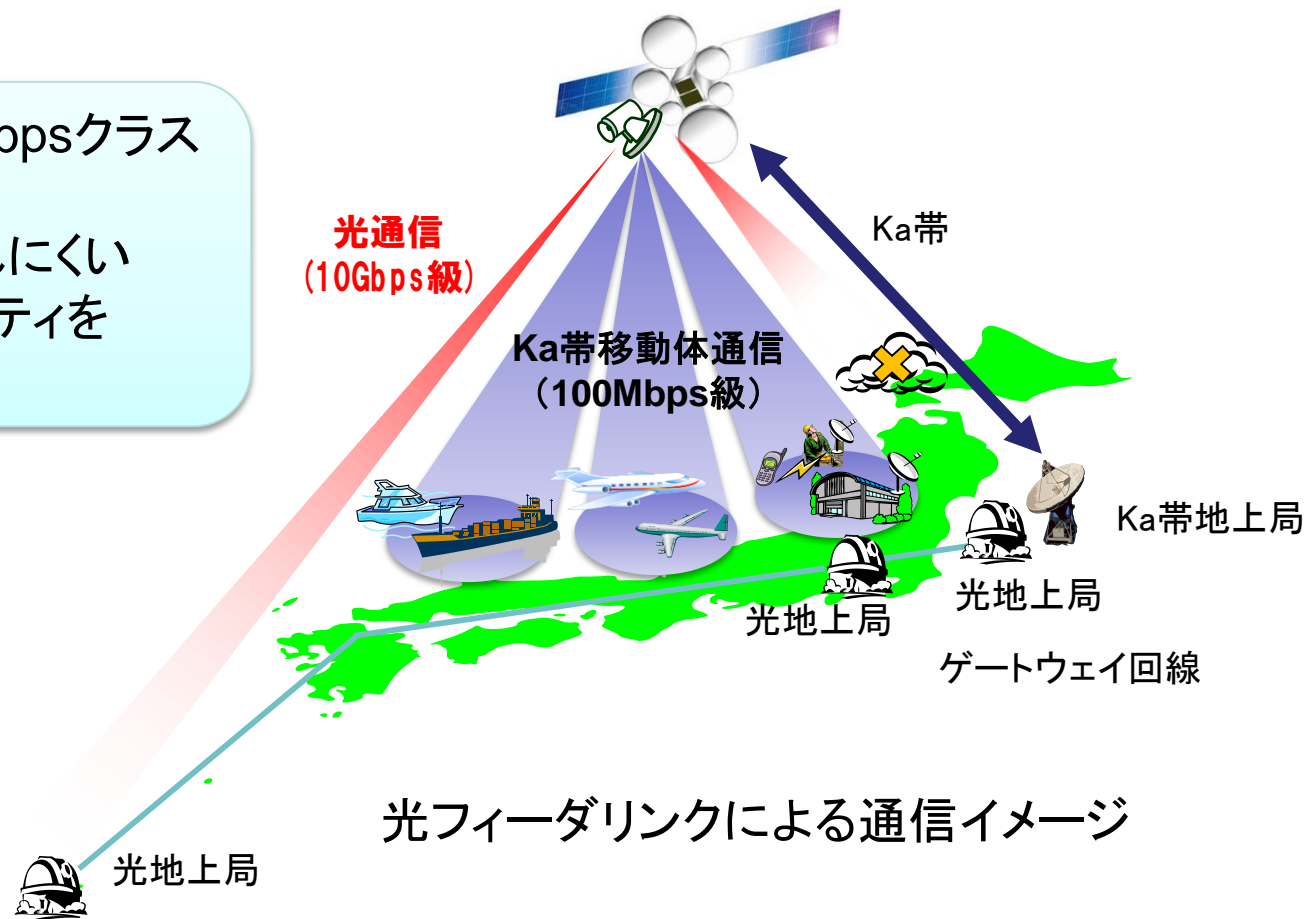 bpsクラス
にくい
ティを
光通信
(10Gbps級)
Ka帯
Ka帯移動体通信
(100Mbps級)
Ka帯地上局
光地上局
光地上局
ゲートウェイ回線
光フィーダリンクによる通信イメージ
光地上局